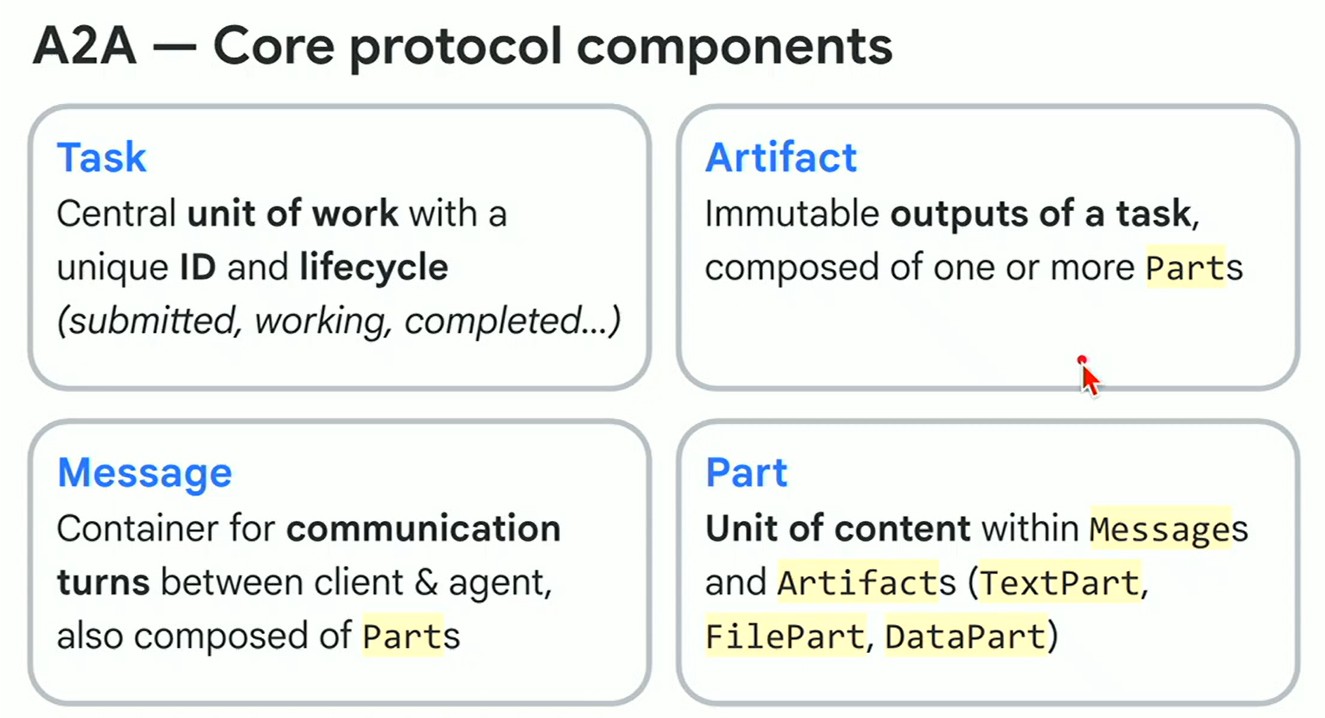 A2A — Core protocol components
Task
Central unit of work with a
unique ID and lifecycle
(submitted, working, completed...)
Artifact
Immutable outputs of a task,
composed of one or more Parts
Message
Container for communication
turns between client & agent,
also composed of Parts
Part
Unit of content within Messages
and Artifacts (TextPart,
FilePart, DataPart)